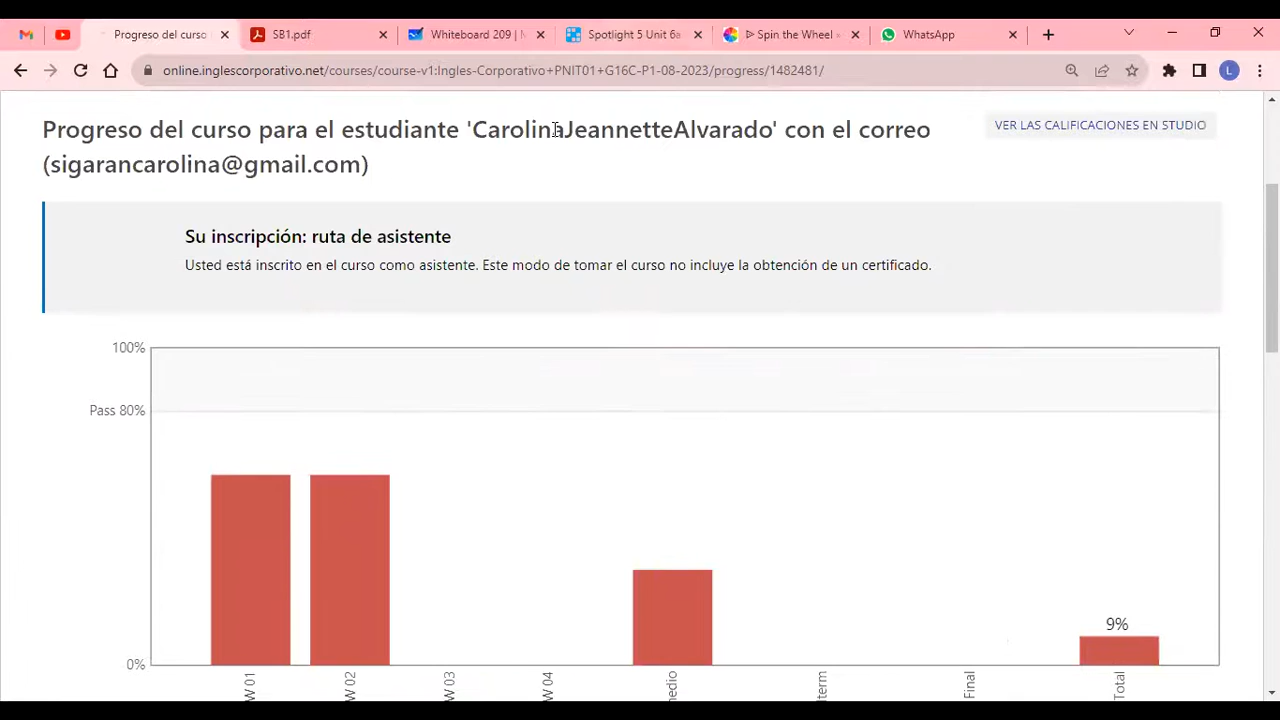 Progreso del curso
SB1.pdf
Whiteboard 209 |
Spotlight 5 Unit 6a
Spin the Wheel
WhatsApp
online.inglescorporativo.net/courses/course-v1:Ingles-Corporativo+PNIT01+G16C-P1-08-2023/progress/1482481/
L
Progreso del curso para el estudiante 'CarolinaJeannetteAlvarado' con el correo
(sigarancarolina@gmail.com)
VER LAS CALIFICACIONES EN STUDIO
Su inscripción: ruta de asistente
Usted está inscrito en el curso como asistente. Este modo de tomar el curso no incluye la obtención de un certificado.
100%
Pass 80%
9%
0%
W 01
W 02
W 03
W 04
edio
term
Final
Total